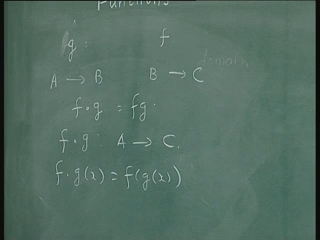 Functions
g : f
A → B B → C
f · g = fg.
f · g : A → C.
f · g(x) = f(g(x))